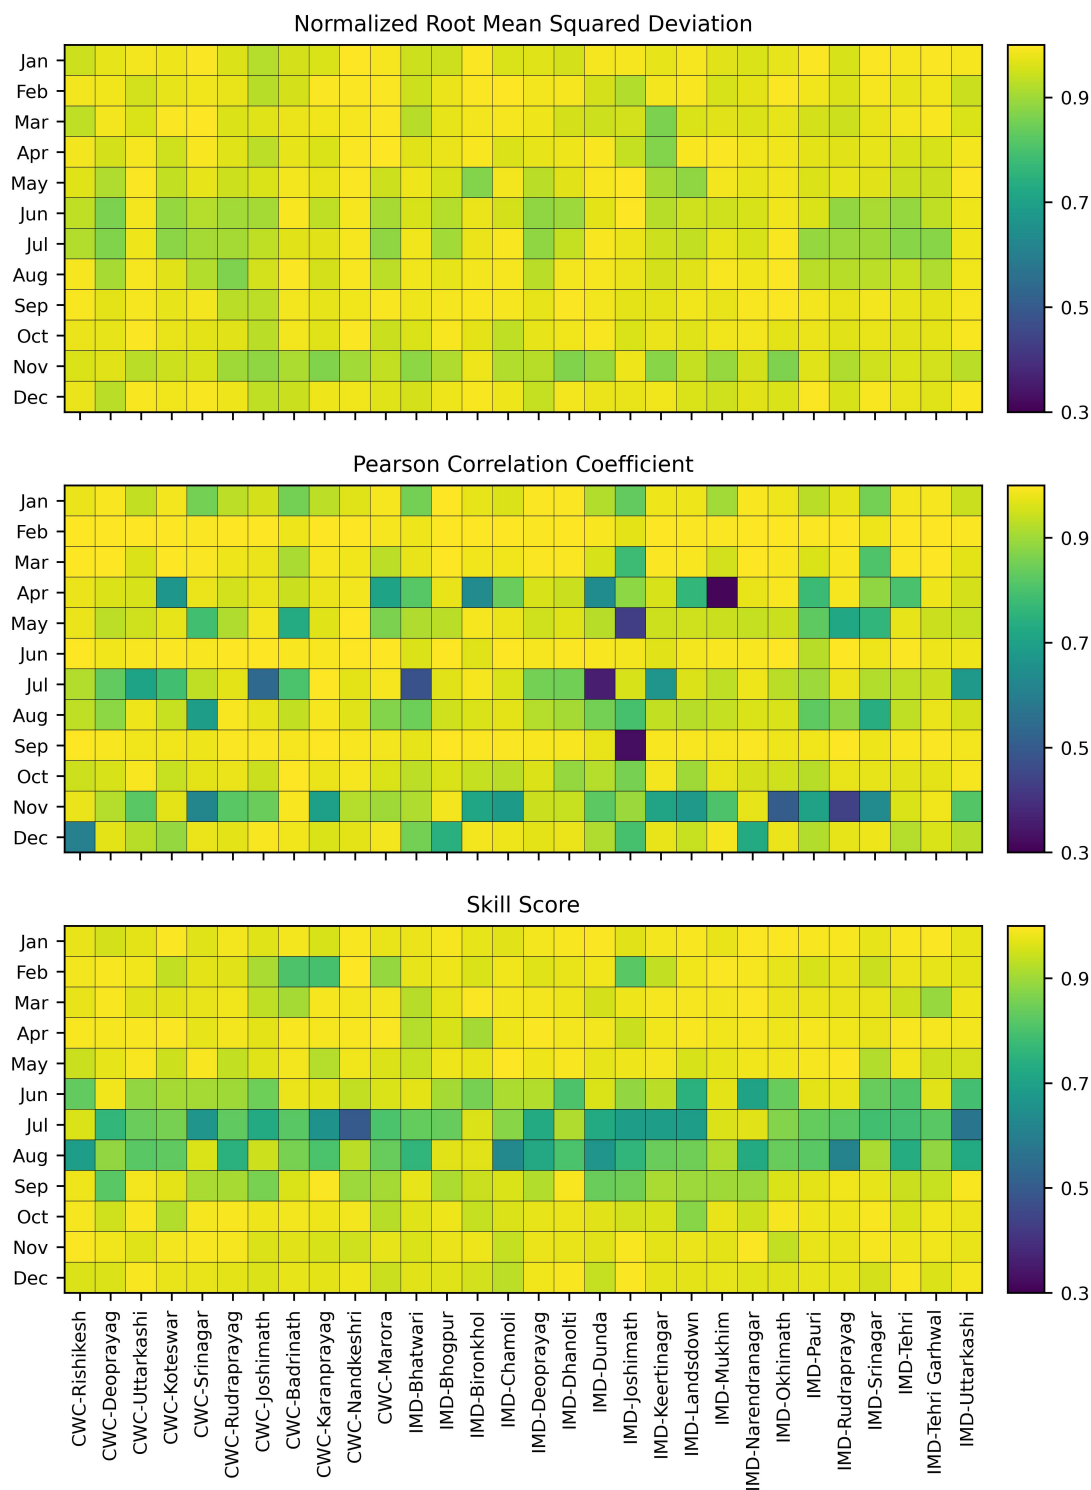 Normalized Root Mean Squared Deviation
Jan
Feb
Mar
Apr
May
Jun
Jul
Aug
Sep
Oct
Nov
Dec
0.9
0.7
0.5
0.3
Pearson Correlation Coefficient
Jan
Feb
Mar
Apr
May
Jun
Jul
Aug
Sep
Oct
Nov
Dec
0.9
0.7
0.5
0.3
Skill Score
Jan
Feb
Mar
Apr
May
Jun
Jul
Aug
Sep
Oct
Nov
Dec
0.9
0.7
0.5
0.3
CWC-Rishikesh
CWC-Deoprayag
CWC-Uttarkashi
CWC-Koteswar
CWC-Srinagar
CWC-Rudraprayag
CWC-Joshimath
CWC-Badrinath
CWC-Karanprayag
CWC-Nandkeshri
CWC-Marora
IMD-Bhatwari
IMD-Bhogpur
IMD-Bironkhol
IMD-Chamoli
IMD-Deoprayag
IMD-Dhanolti
IMD-Dunda
IMD-Joshimath
IMD-Keertinagar
IMD-Landsdown
IMD-Mukhim
IMD-Narendranagar
IMD-Okhimath
IMD-Pauri
IMD-Rudraprayag
IMD-Srinagar
IMD-Tehri
IMD-Tehri Garhwal
IMD-Uttarkashi